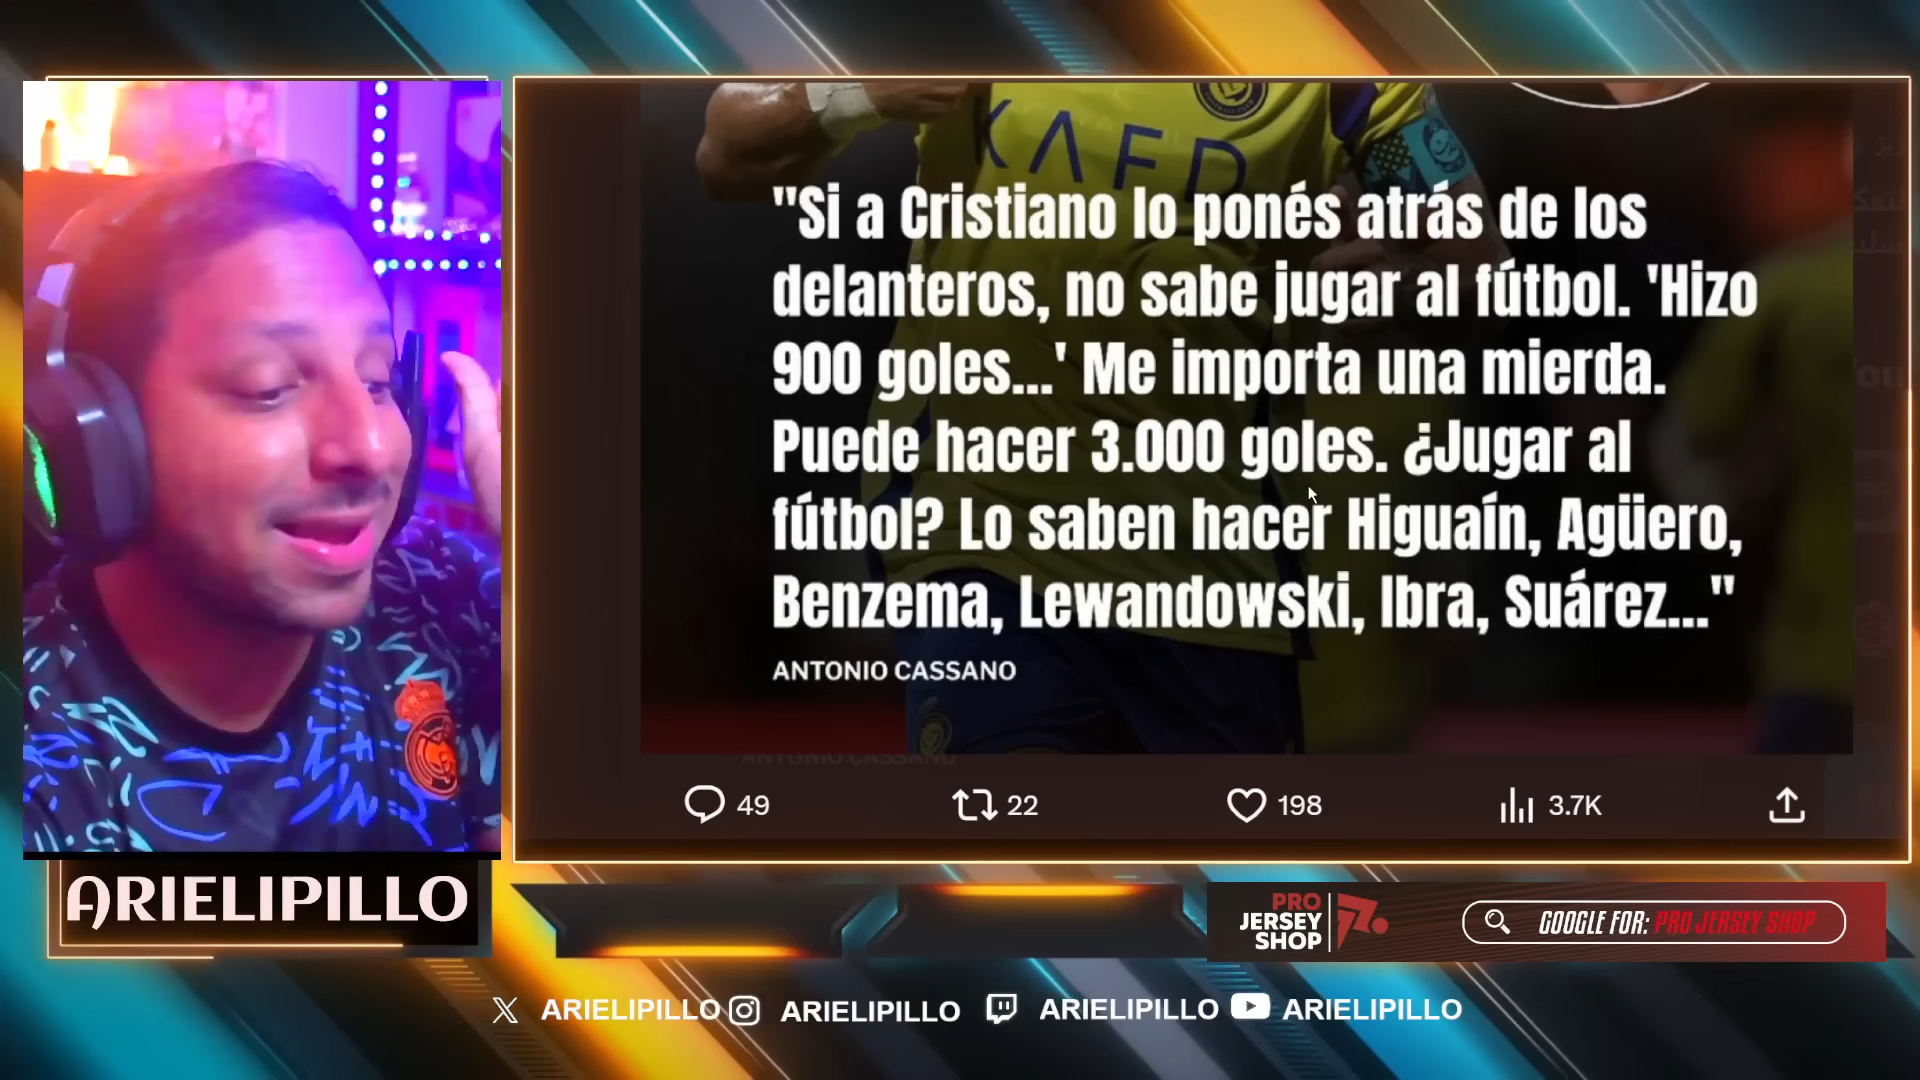 KAFD
"Si a Cristiano lo ponés atrás de los
delanteros, no sabe jugar al fútbol. 'Hizo
900 goles...' Me importa una mierda.
Puede hacer 3.000 goles. ¿Jugar al
fútbol? Lo saben hacer Higuaín, Agüero,
Benzema, Lewandowski, Ibra, Suárez..."
ANTONIO CASSANO
ANTONIO CASSANO
49
22
198
3.7K
ARIELIPILLO
PRO
JERSEY
SHOP
GOOGLE FOR: PRO JERSEY SHOP
ARIELIPILLO
ARIELIPILLO
ARIELIPILLO
ARIELIPILLO